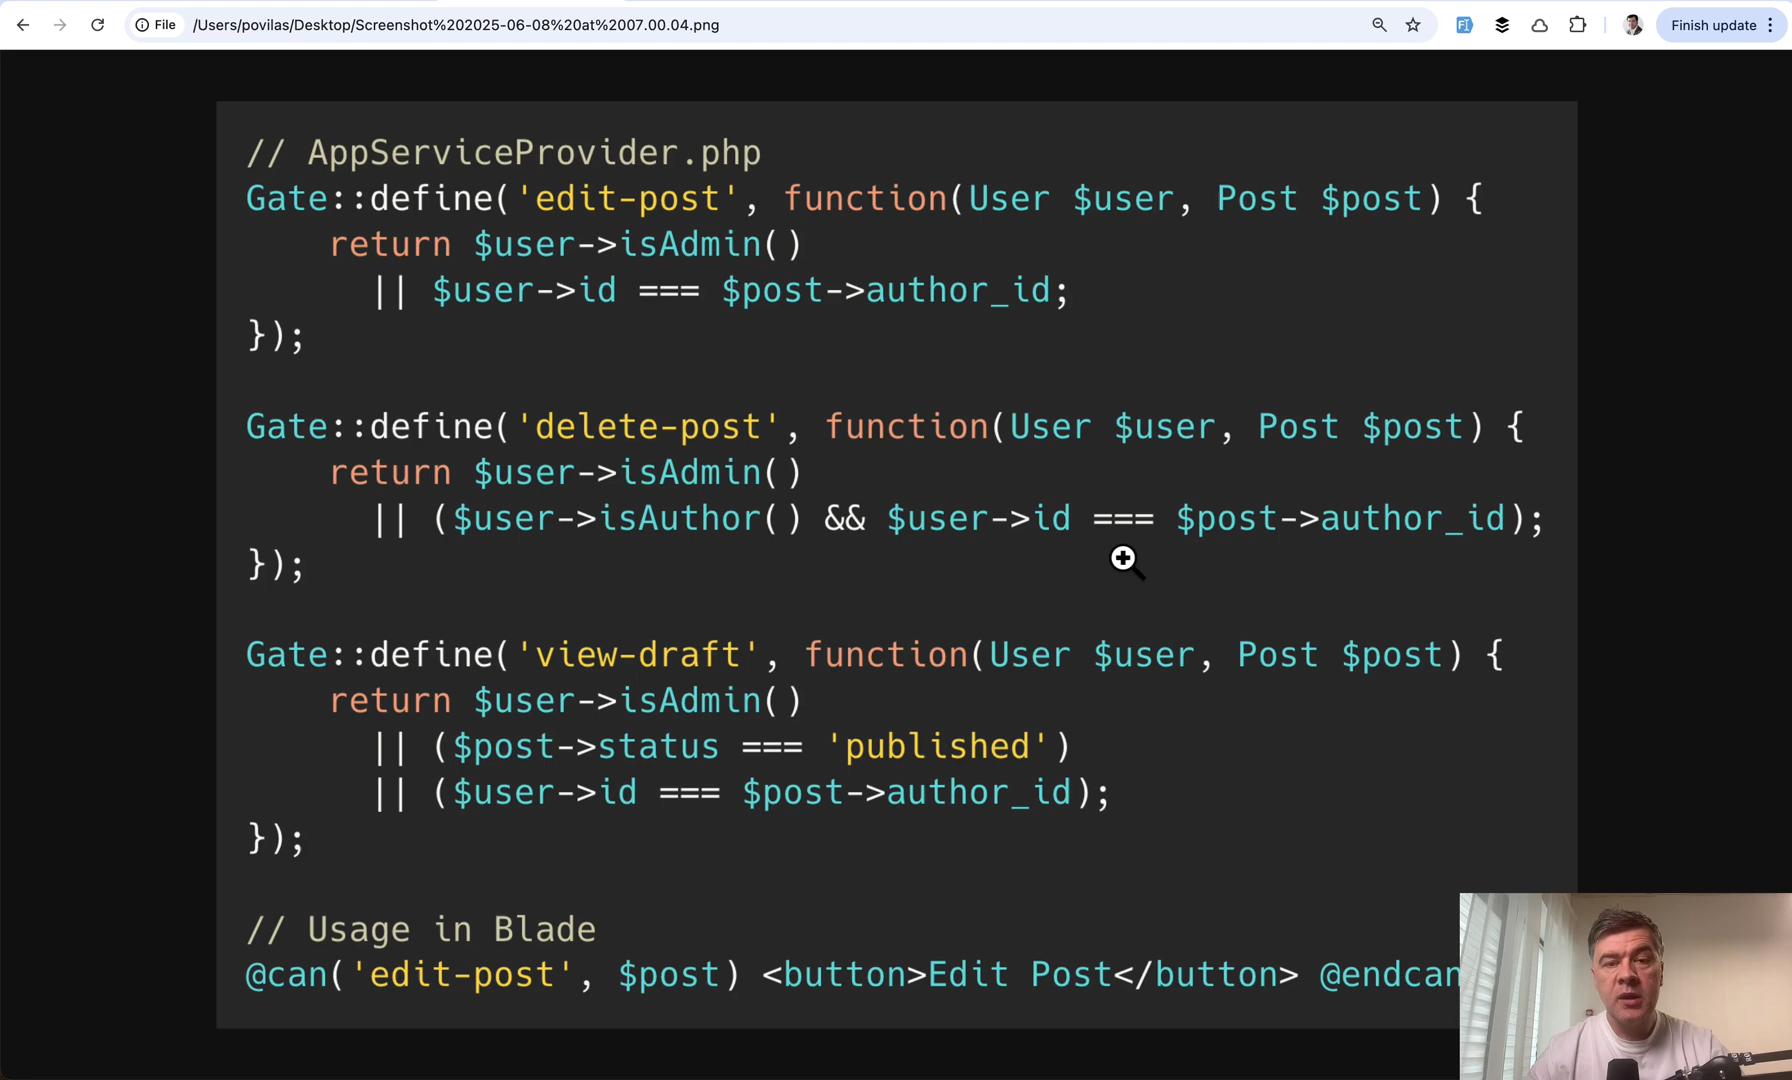 File /Users/povilas/Desktop/Screenshot%202025-06-08%20at%2007.00.04.png
Finish update
// AppServiceProvider.php
Gate::define('edit-post', function(User $user, Post $post) {
    return $user->isAdmin()
      || $user->id === $post->author_id;
});
Gate::define('delete-post', function(User $user, Post $post) {
    return $user->isAdmin()
      || ($user->isAuthor() && $user->id === $post->author_id);
});
Gate::define('view-draft', function(User $user, Post $post) {
    return $user->isAdmin()
      || ($post->status === 'published')
      || ($user->id === $post->author_id);
});
// Usage in Blade
@can('edit-post', $post) <button>Edit Post</button> @endcan